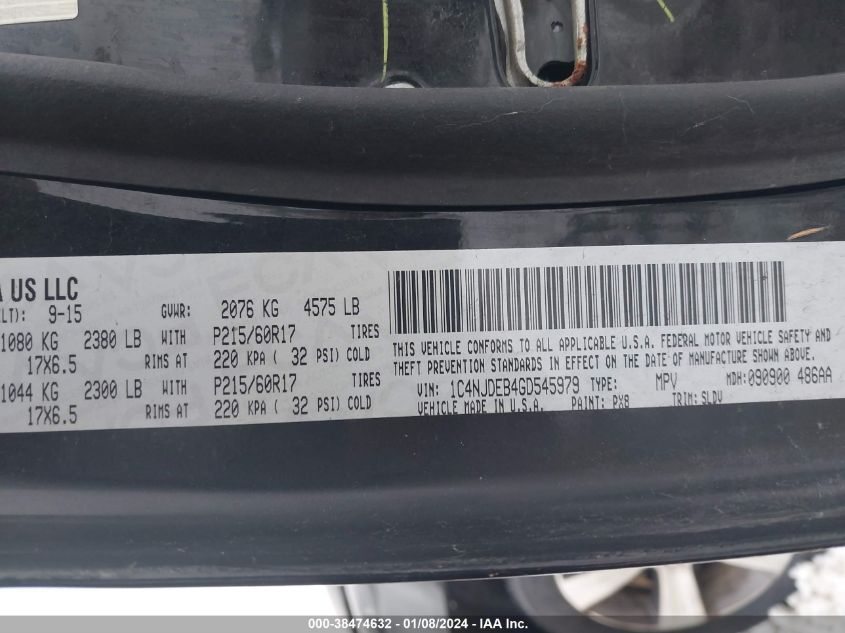 A US LLC
LT): 9-15 GVWR: 2076 KG 4575 LB
1080 KG 2380 LB WITH P215/60R17 TIRES
17X6.5 RIMS AT 220 KPA ( 32 PSI) COLD
1044 KG 2300 LB WITH P215/60R17 TIRES
17X6.5 RIMS AT 220 KPA ( 32 PSI) COLD
THIS VEHICLE CONFORMS TO ALL APPLICABLE U.S.A. FEDERAL MOTOR VEHICLE SAFETY AND
THEFT PREVENTION STANDARDS IN EFFECT ON THE DATE OF MANUFACTURE SHOWN ABOVE.
VIN: 1C4NJDEB4GD545979 TYPE: MPV MDH:090900 486AA
VEHICLE MADE IN U.S.A. PAINT: PX8 TRIM: SLDV
000-38474632 - 01/08/2024 - IAA Inc.